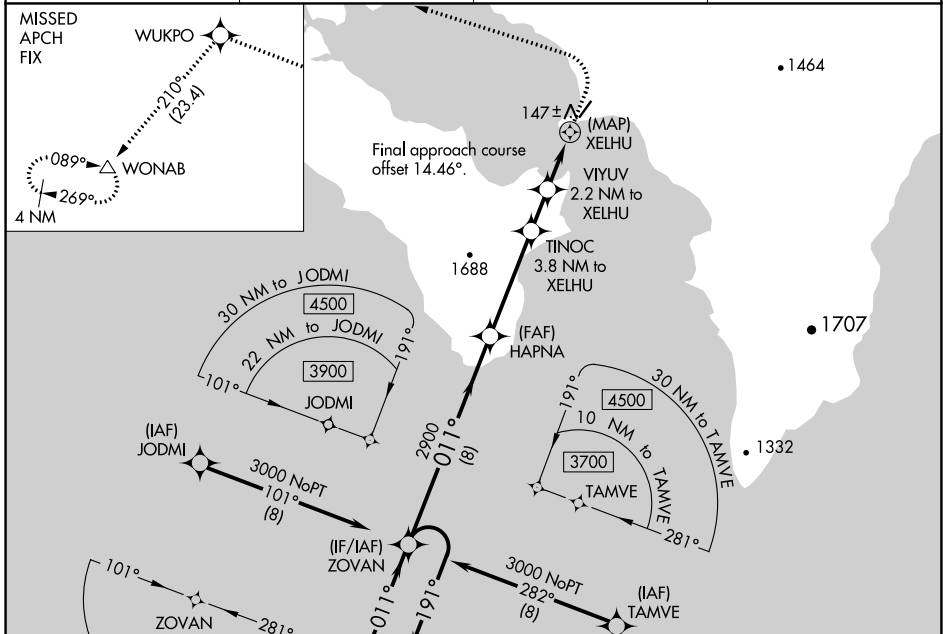 MISSED
APCH
FIX
WUKPO
210°
(23.4)
089°
WONAB
269°
4 NM
1464
147 ±
(MAP)
XELHU
Final approach course
offset 14.46°.
VIYUV
2.2 NM to
XELHU
TINOC
3.8 NM to
XELHU
1688
1707
(FAF)
HAPNA
30 NM to JODMI
4500
22 NM to JODMI
3900
191°
101°
JODMI
30 NM to TAMVE
4500
10 NM to TAMVE
3700
191°
TAMVE
281°
1332
2900
011°
(8)
(IAF)
JODMI
3000 NoPT
101°
(8)
(IF/IAF)
ZOVAN
3000 NoPT
282°
(8)
(IAF)
TAMVE
011°
191°
101°
ZOVAN
281°